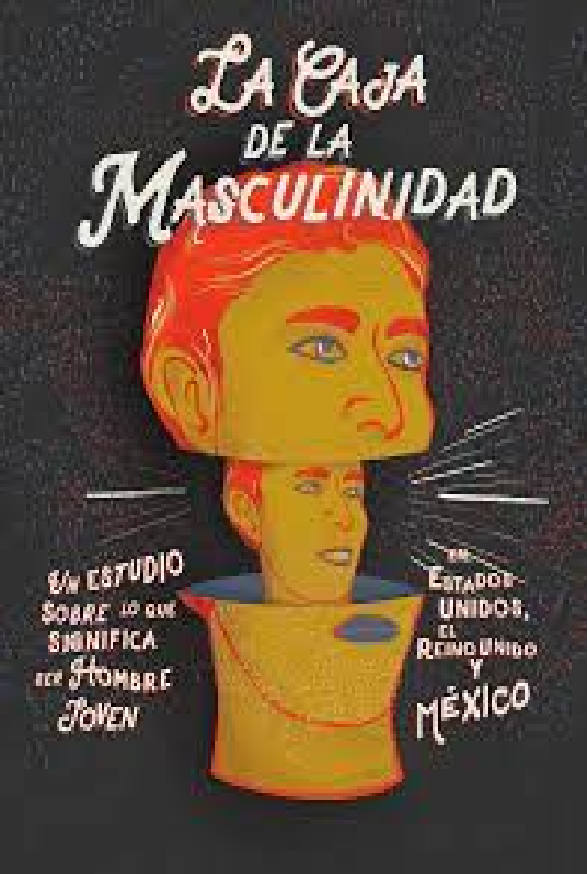 LA CAJA
DE LA
MASCULINIDAD
UN ESTUDIO
SOBRE LO QUE
SIGNIFICA
SER HOMBRE
JOVEN
EN
ESTADOS
UNIDOS,
EL
REINO UNIDO
Y
MÉXICO